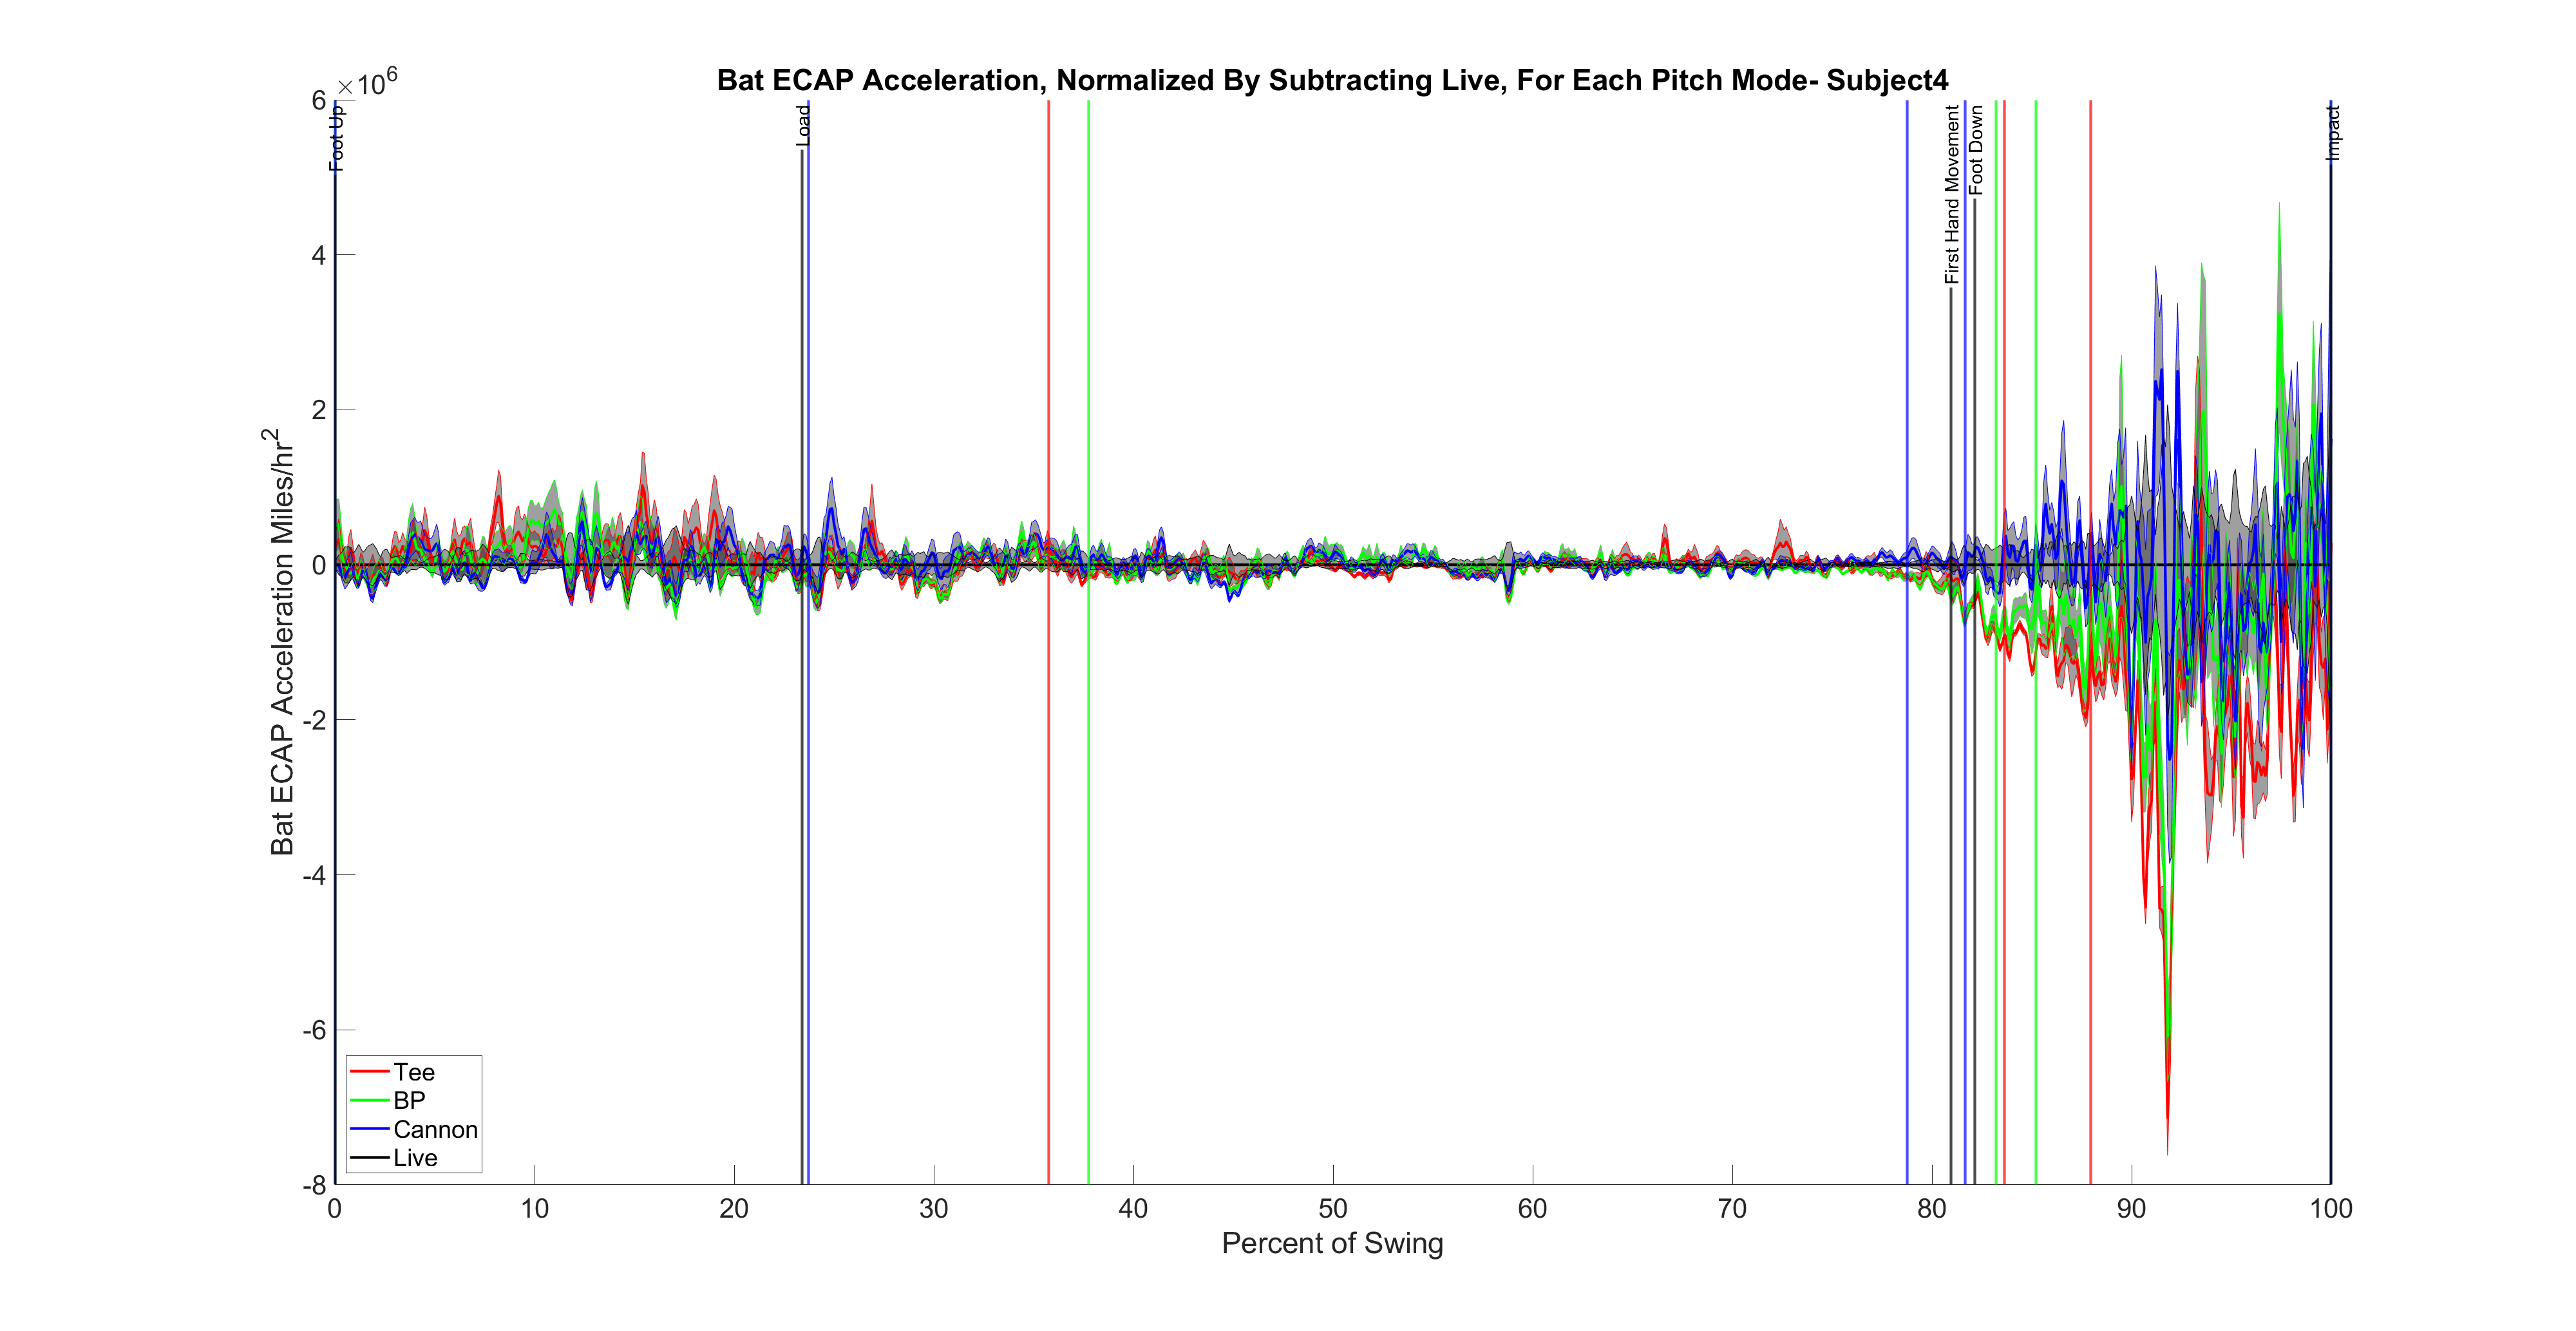 Bat ECAP Acceleration, Normalized By Subtracting Live, For Each Pitch Mode- Subject4
×10^6
6
4
2
0
-2
-4
-6
-8
Bat ECAP Acceleration Miles/hr^2
Foot Up
Load
First Hand Movement
Foot Down
Impact
Tee
BP
Cannon
Live
0 10 20 30 40 50 60 70 80 90 100
Percent of Swing